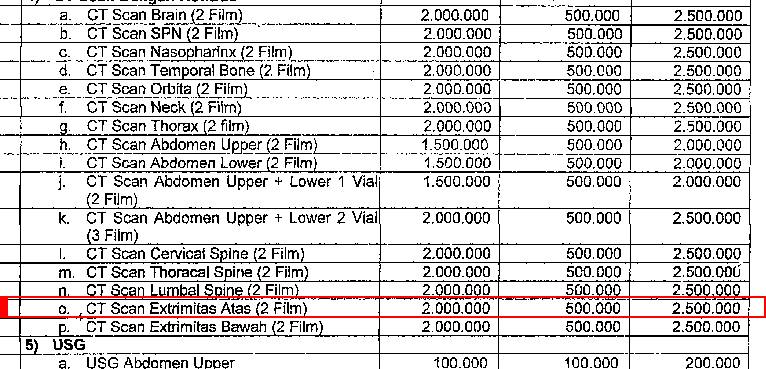 a. CT Scan Brain (2 Film) 2.000.000 500.000 2.500.000
b. CT Scan SPN (2 Film) 2.000.000 500.000 2.500.000
c. CT Scan Nasopharinx (2 Film) 2.000.000 500.000 2.500.000
d. CT Scan Temporal Bone (2 Film) 2.000.000 500.000 2.500.000
e. CT Scan Orbita (2 Film) 2.000.000 500.000 2.500.000
f. CT Scan Neck (2 Film) 2.000.000 500.000 2.500.000
g. CT Scan Thorax (2 film) 2.000.000 500.000 2.500.000
h. CT Scan Abdomen Upper (2 Film) 1.500.000 500.000 2.000.000
i. CT Scan Abdomen Lower (2 Film) 1.500.000 500.000 2.000.000
j. CT Scan Abdomen Upper + Lower 1 Vial 1.500.000 500.000 2.000.000
(2 Film)
k. CT Scan Abdomen Upper + Lower 2 Vial 2.000.000 500.000 2.500.000
(3 Film)
l. CT Scan Cervical Spine (2 Film) 2.000.000 500.000 2.500.000
m. CT Scan Thoracal Spine (2 Film) 2.000.000 500.000 2.500.000
n. CT Scan Lumbal Spine (2 Film) 2.000.000 500.000 2.500.000
o. CT Scan Extrimitas Atas (2 Film) 2.000.000 500.000 2.500.000
p. CT Scan Extrimitas Bawah (2 Film) 2.000.000 500.000 2.500.000
5) USG
a. USG Abdomen Upper 100.000 100.000 200.000